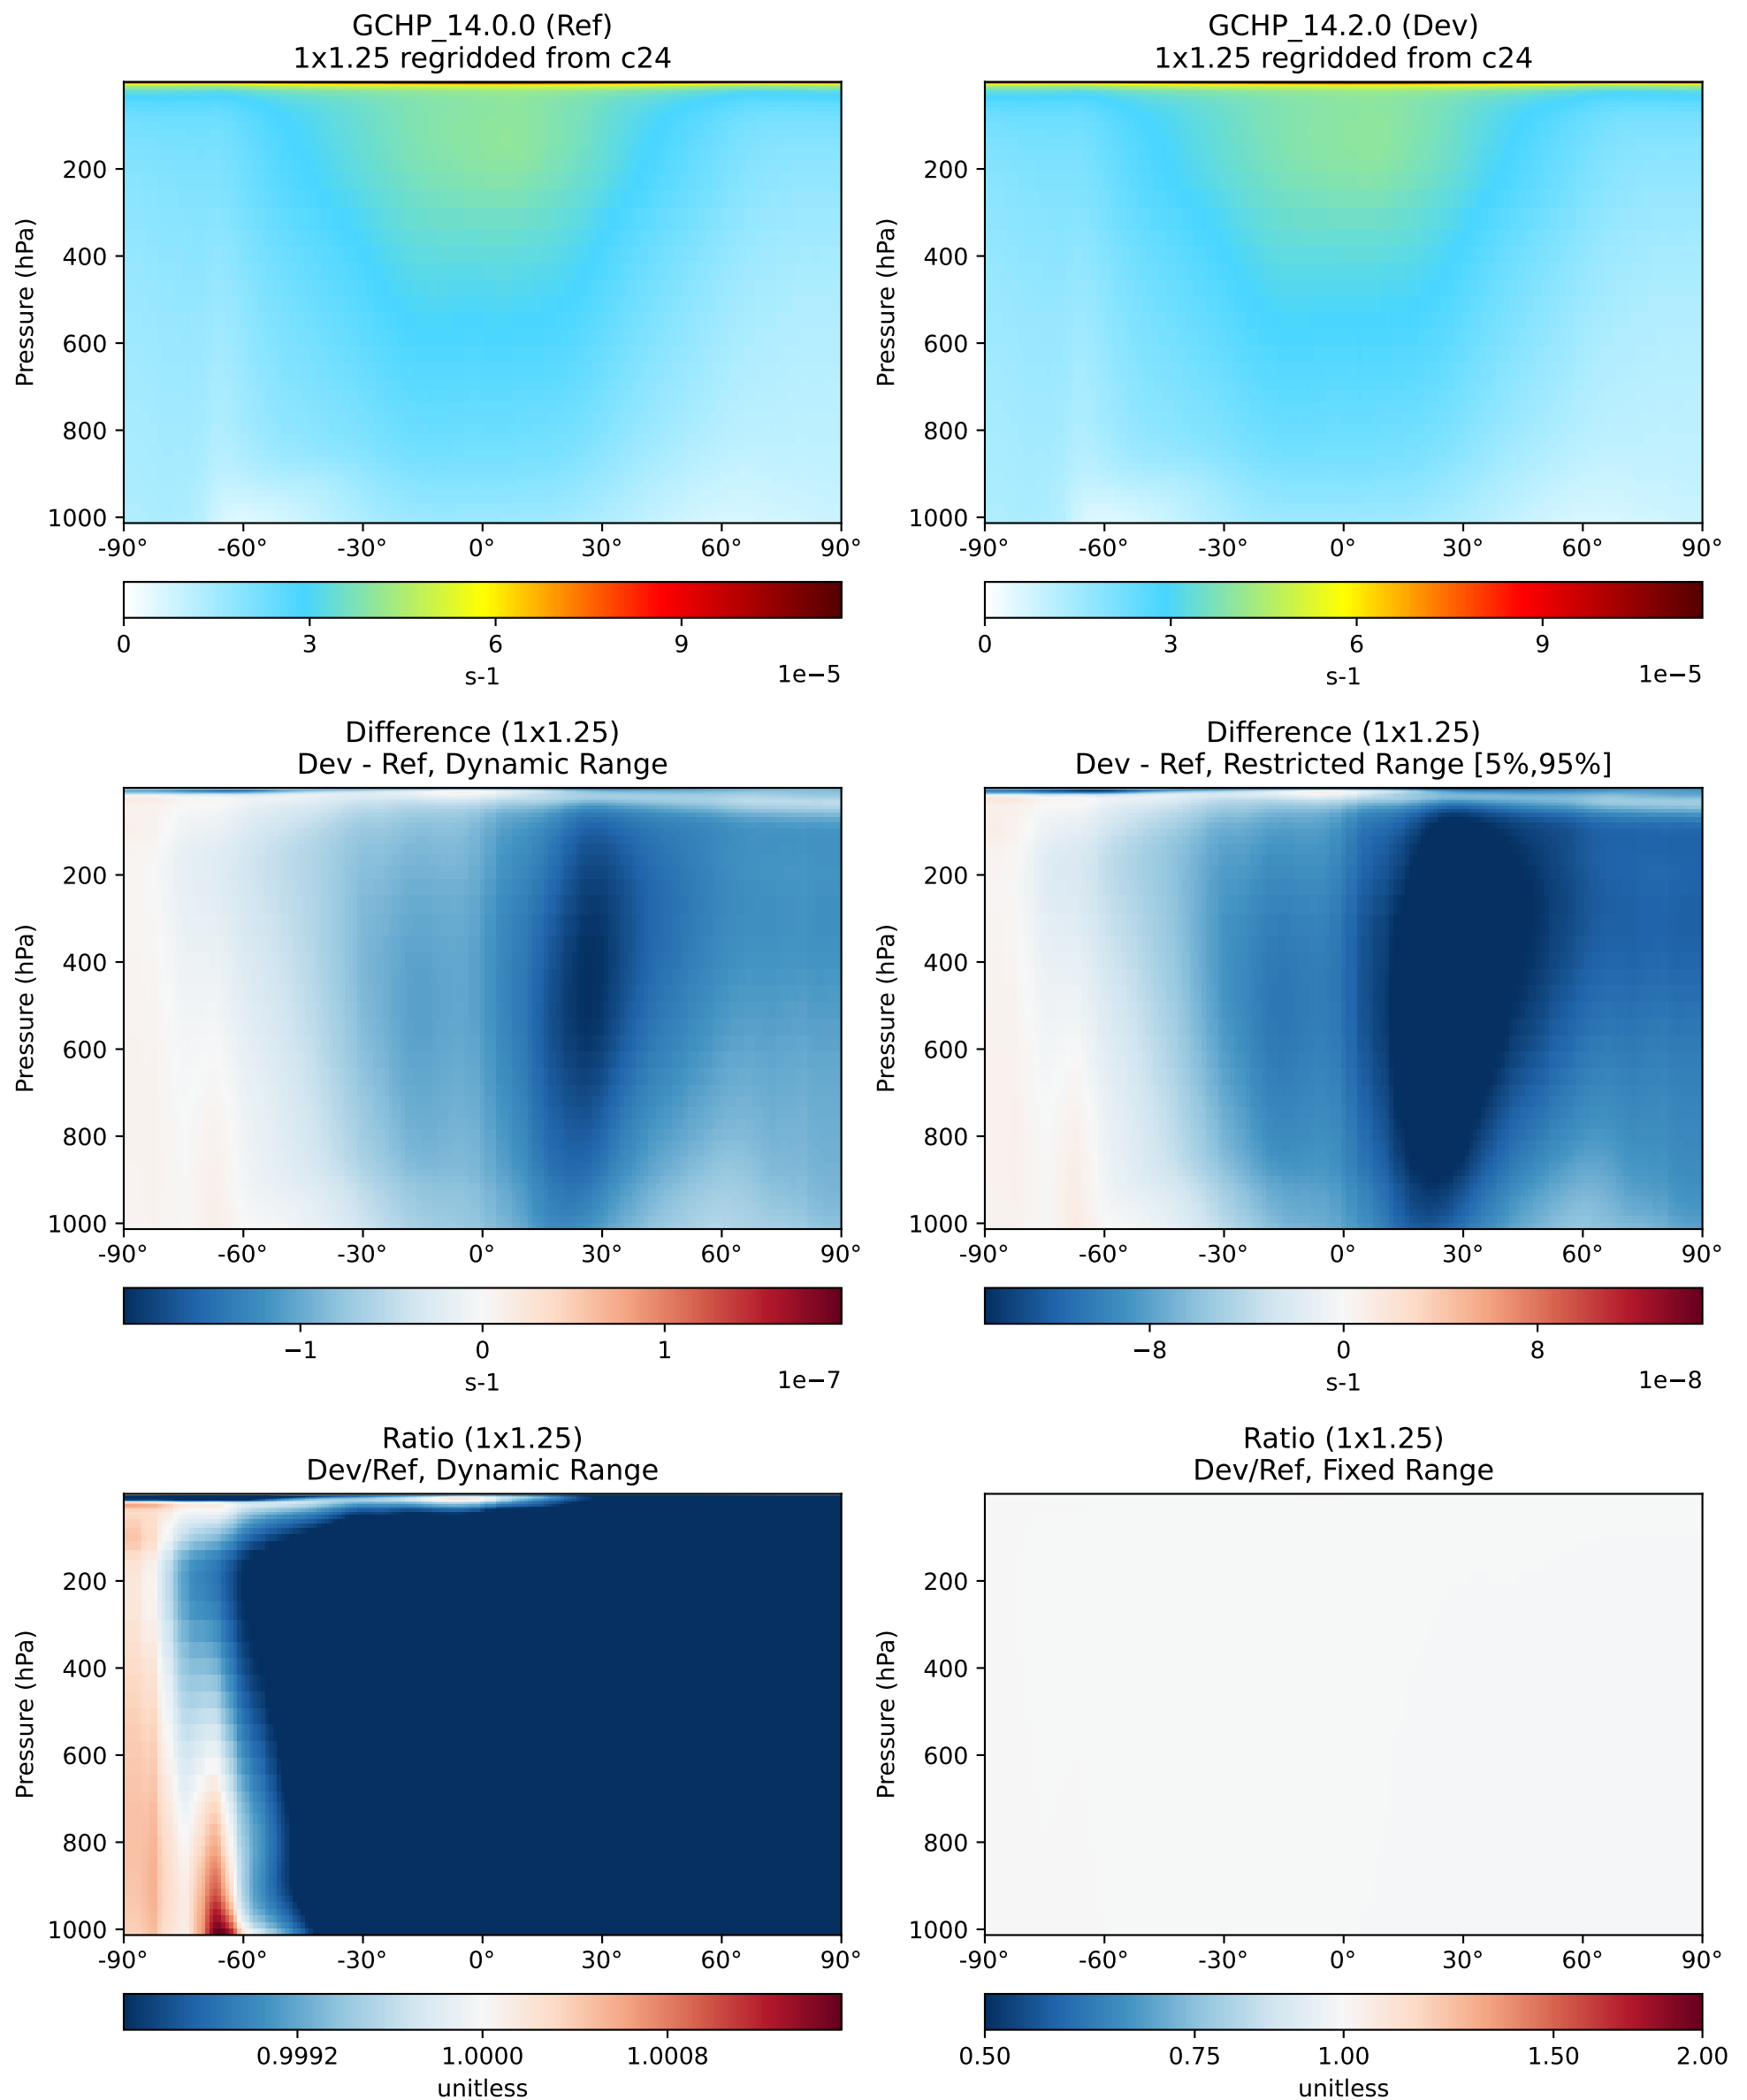 GCHP_14.0.0 (Ref)
1x1.25 regridded from c24
GCHP_14.2.0 (Dev)
1x1.25 regridded from c24
Pressure (hPa)
200
400
600
800
1000
-90° -60° -30° 0° 30° 60° 90°
0 3 6 9
s-1
1e−5
Pressure (hPa)
200
400
600
800
1000
-90° -60° -30° 0° 30° 60° 90°
0 3 6 9
s-1
1e−5
Difference (1x1.25)
Dev - Ref, Dynamic Range
Difference (1x1.25)
Dev - Ref, Restricted Range [5%,95%]
Pressure (hPa)
200
400
600
800
1000
-90° -60° -30° 0° 30° 60° 90°
−1 0 1
s-1
1e−7
Pressure (hPa)
200
400
600
800
1000
-90° -60° -30° 0° 30° 60° 90°
−8 0 8
s-1
1e−8
Ratio (1x1.25)
Dev/Ref, Dynamic Range
Ratio (1x1.25)
Dev/Ref, Fixed Range
Pressure (hPa)
200
400
600
800
1000
-90° -60° -30° 0° 30° 60° 90°
0.9992 1.0000 1.0008
unitless
Pressure (hPa)
200
400
600
800
1000
-90° -60° -30° 0° 30° 60° 90°
0.50 0.75 1.00 1.50 2.00
unitless